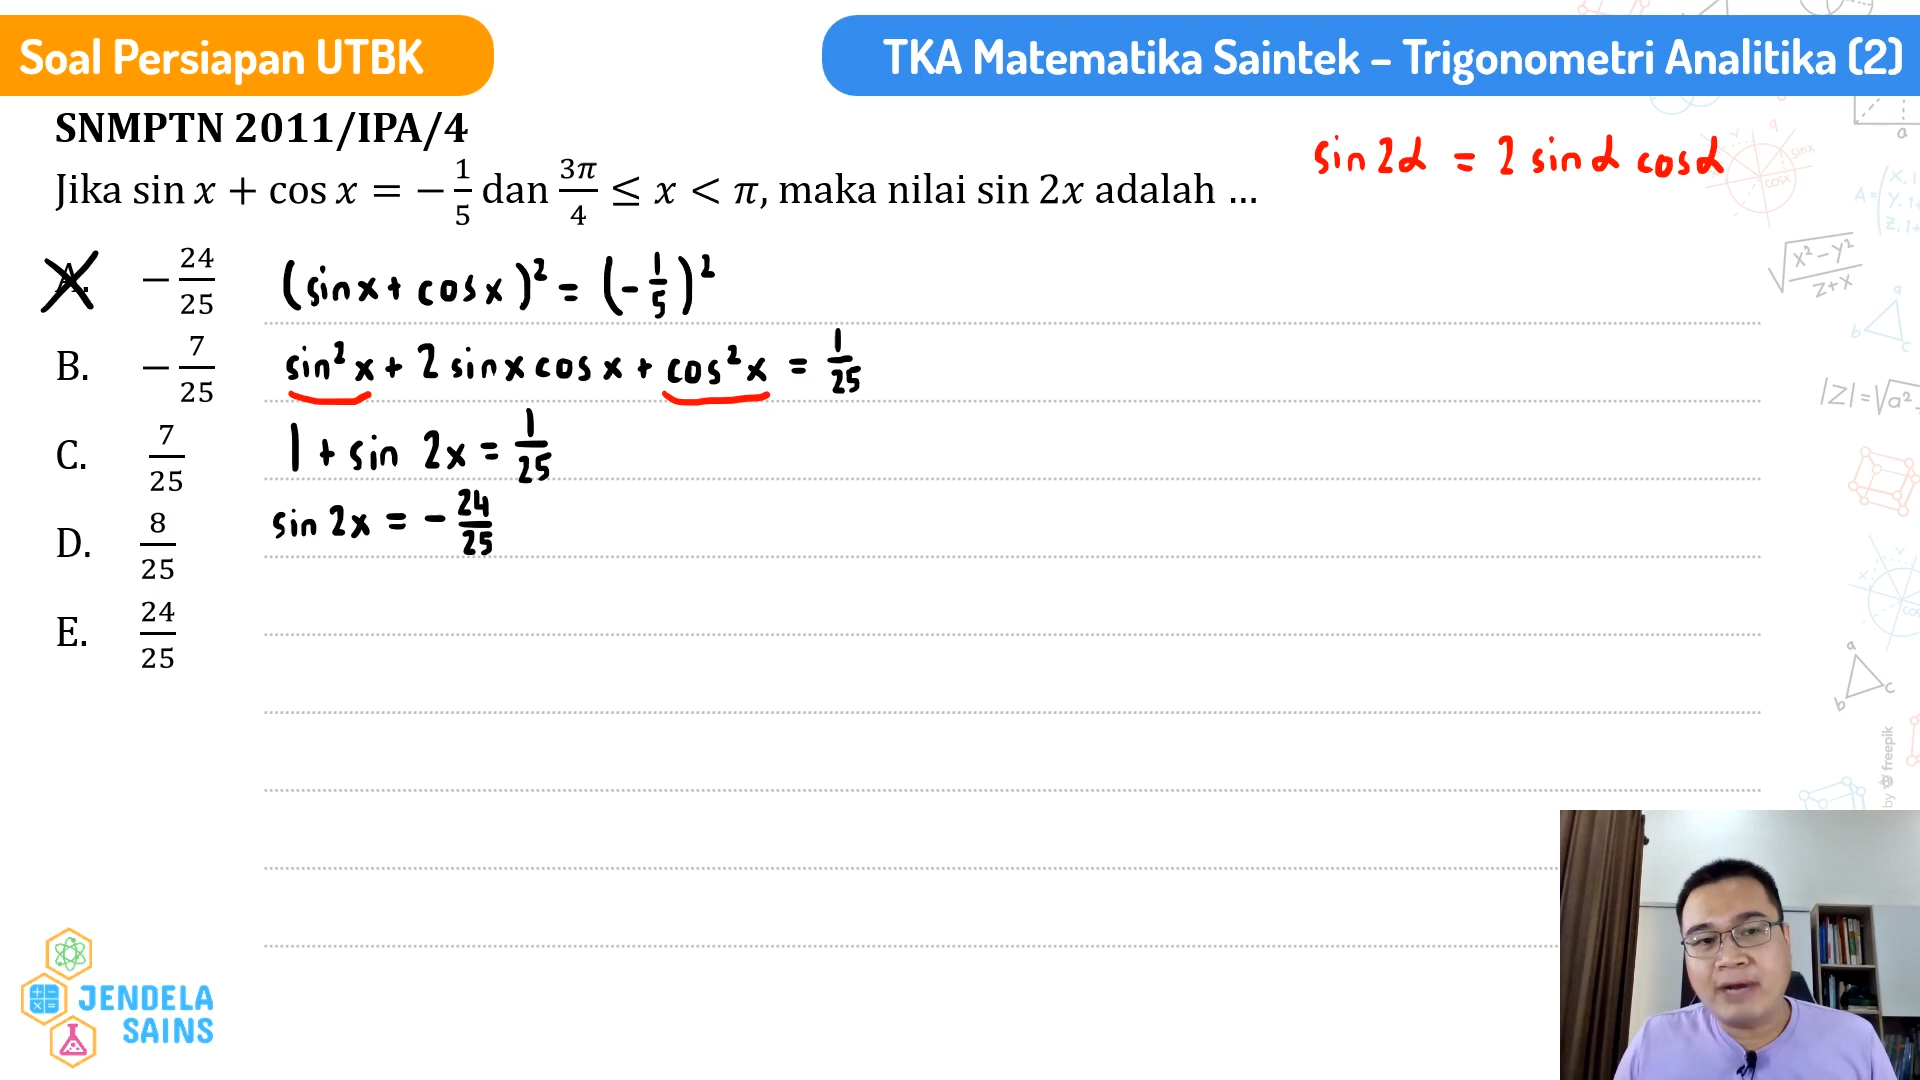 Soal Persiapan UTBK
TKA Matematika Saintek – Trigonometri Analitika (2)
SNMPTN 2011/IPA/4
sin 2α = 2 sin α cos α
Jika sin x + cos x = −1/5 dan 3π/4 ≤ x < π, maka nilai sin 2x adalah ...
A. −24/25
(sin x + cos x)² = (−1/5)²
B. −7/25
sin²x + 2 sin x cos x + cos²x = 1/25
C. 7/25
1 + sin 2x = 1/25
D. 8/25
sin 2x = −24/25
E. 24/25
JENDELA
SAINS
by freepik